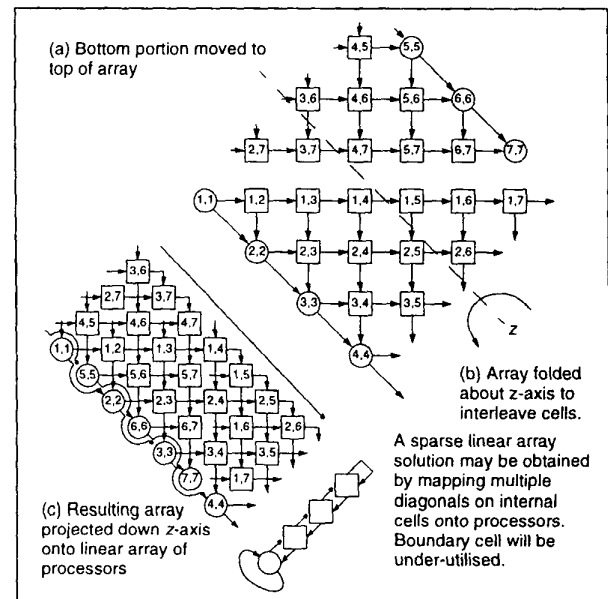 (a) Bottom portion moved to
top of array
4,5 5,5
3,6 4,6 5,6 6,6
2,7 3,7 4,7 5,7 6,7 7,7
1,1 1,2 1,3 1,4 1,5 1,6 1,7
2,2 2,3 2,4 2,5 2,6
3,3 3,4 3,5
4,4
z
(b) Array folded
about z-axis to
interleave cells.
3,6
2,7 3,7
4,5 4,6 4,7
1,1 1,2 1,3 1,4
5,5 5,6 5,7 1,5
2,2 2,3 2,4 2,5
6,6 6,7 1,6 2,6
3,3 3,4 3,5
7,7 1,7
4,4
(c) Resulting array
projected down z-axis
onto linear array of
processors
A sparse linear array
solution may be obtained
by mapping multiple
diagonals on internal
cells onto processors.
Boundary cell will be
under-utilised.